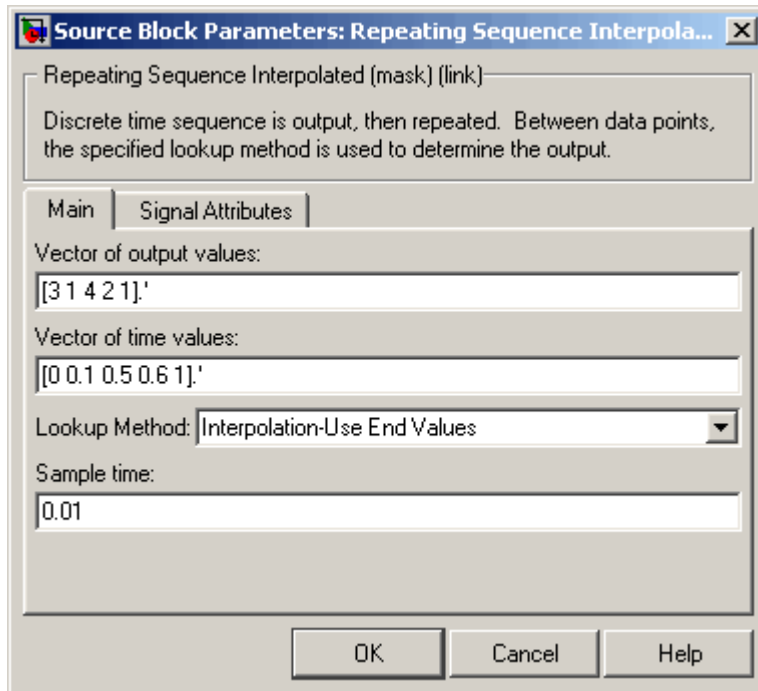 Source Block Parameters: Repeating Sequence Interpola...
Repeating Sequence Interpolated (mask) (link)
Discrete time sequence is output, then repeated. Between data points,
the specified lookup method is used to determine the output.
Main
Signal Attributes
Vector of output values:
[3 1 4 2 1].'
Vector of time values:
[0 0.1 0.5 0.6 1].'
Lookup Method: Interpolation-Use End Values
Sample time:
0.01
OK
Cancel
Help